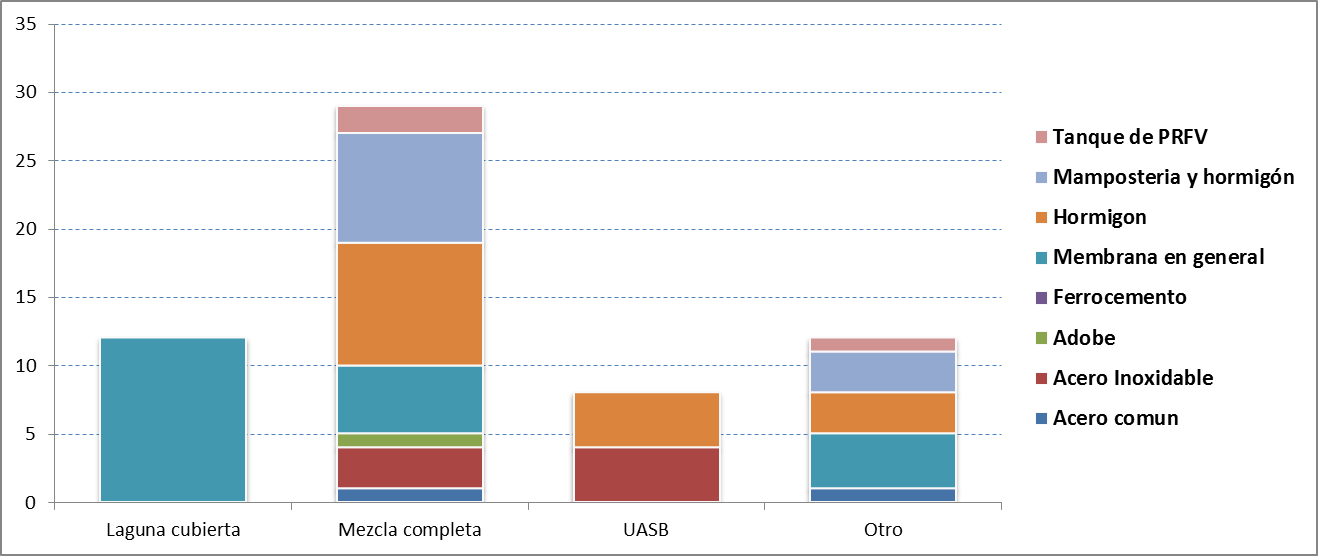 35
30
25
20
15
10
5
0
Laguna cubierta
Mezcla completa
UASB
Otro
Tanque de PRFV
Mamposteria y hormigón
Hormigon
Membrana en general
Ferrocemento
Adobe
Acero Inoxidable
Acero comun